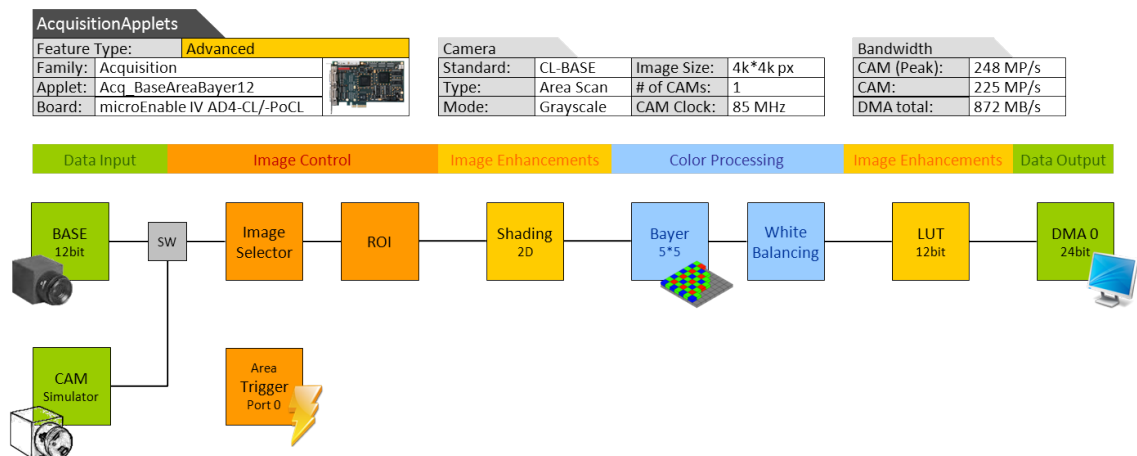 AcquisitionApplets
Feature Type: Advanced
Family: Acquisition
Applet: Acq_BaseAreaBayer12
Board: microEnable IV AD4-CL/-PoCL
Camera
Standard: CL-BASE Image Size: 4k*4k px
Type: Area Scan # of CAMs: 1
Mode: Grayscale CAM Clock: 85 MHz
Bandwidth
CAM (Peak): 248 MP/s
CAM: 225 MP/s
DMA total: 872 MB/s
Data Input Image Control Image Enhancements Color Processing Image Enhancements Data Output
BASE
12bit
SW
Image
Selector
ROI
Shading
2D
Bayer
5*5
White
Balancing
LUT
12bit
DMA 0
24bit
CAM
Simulator
Area
Trigger
Port 0